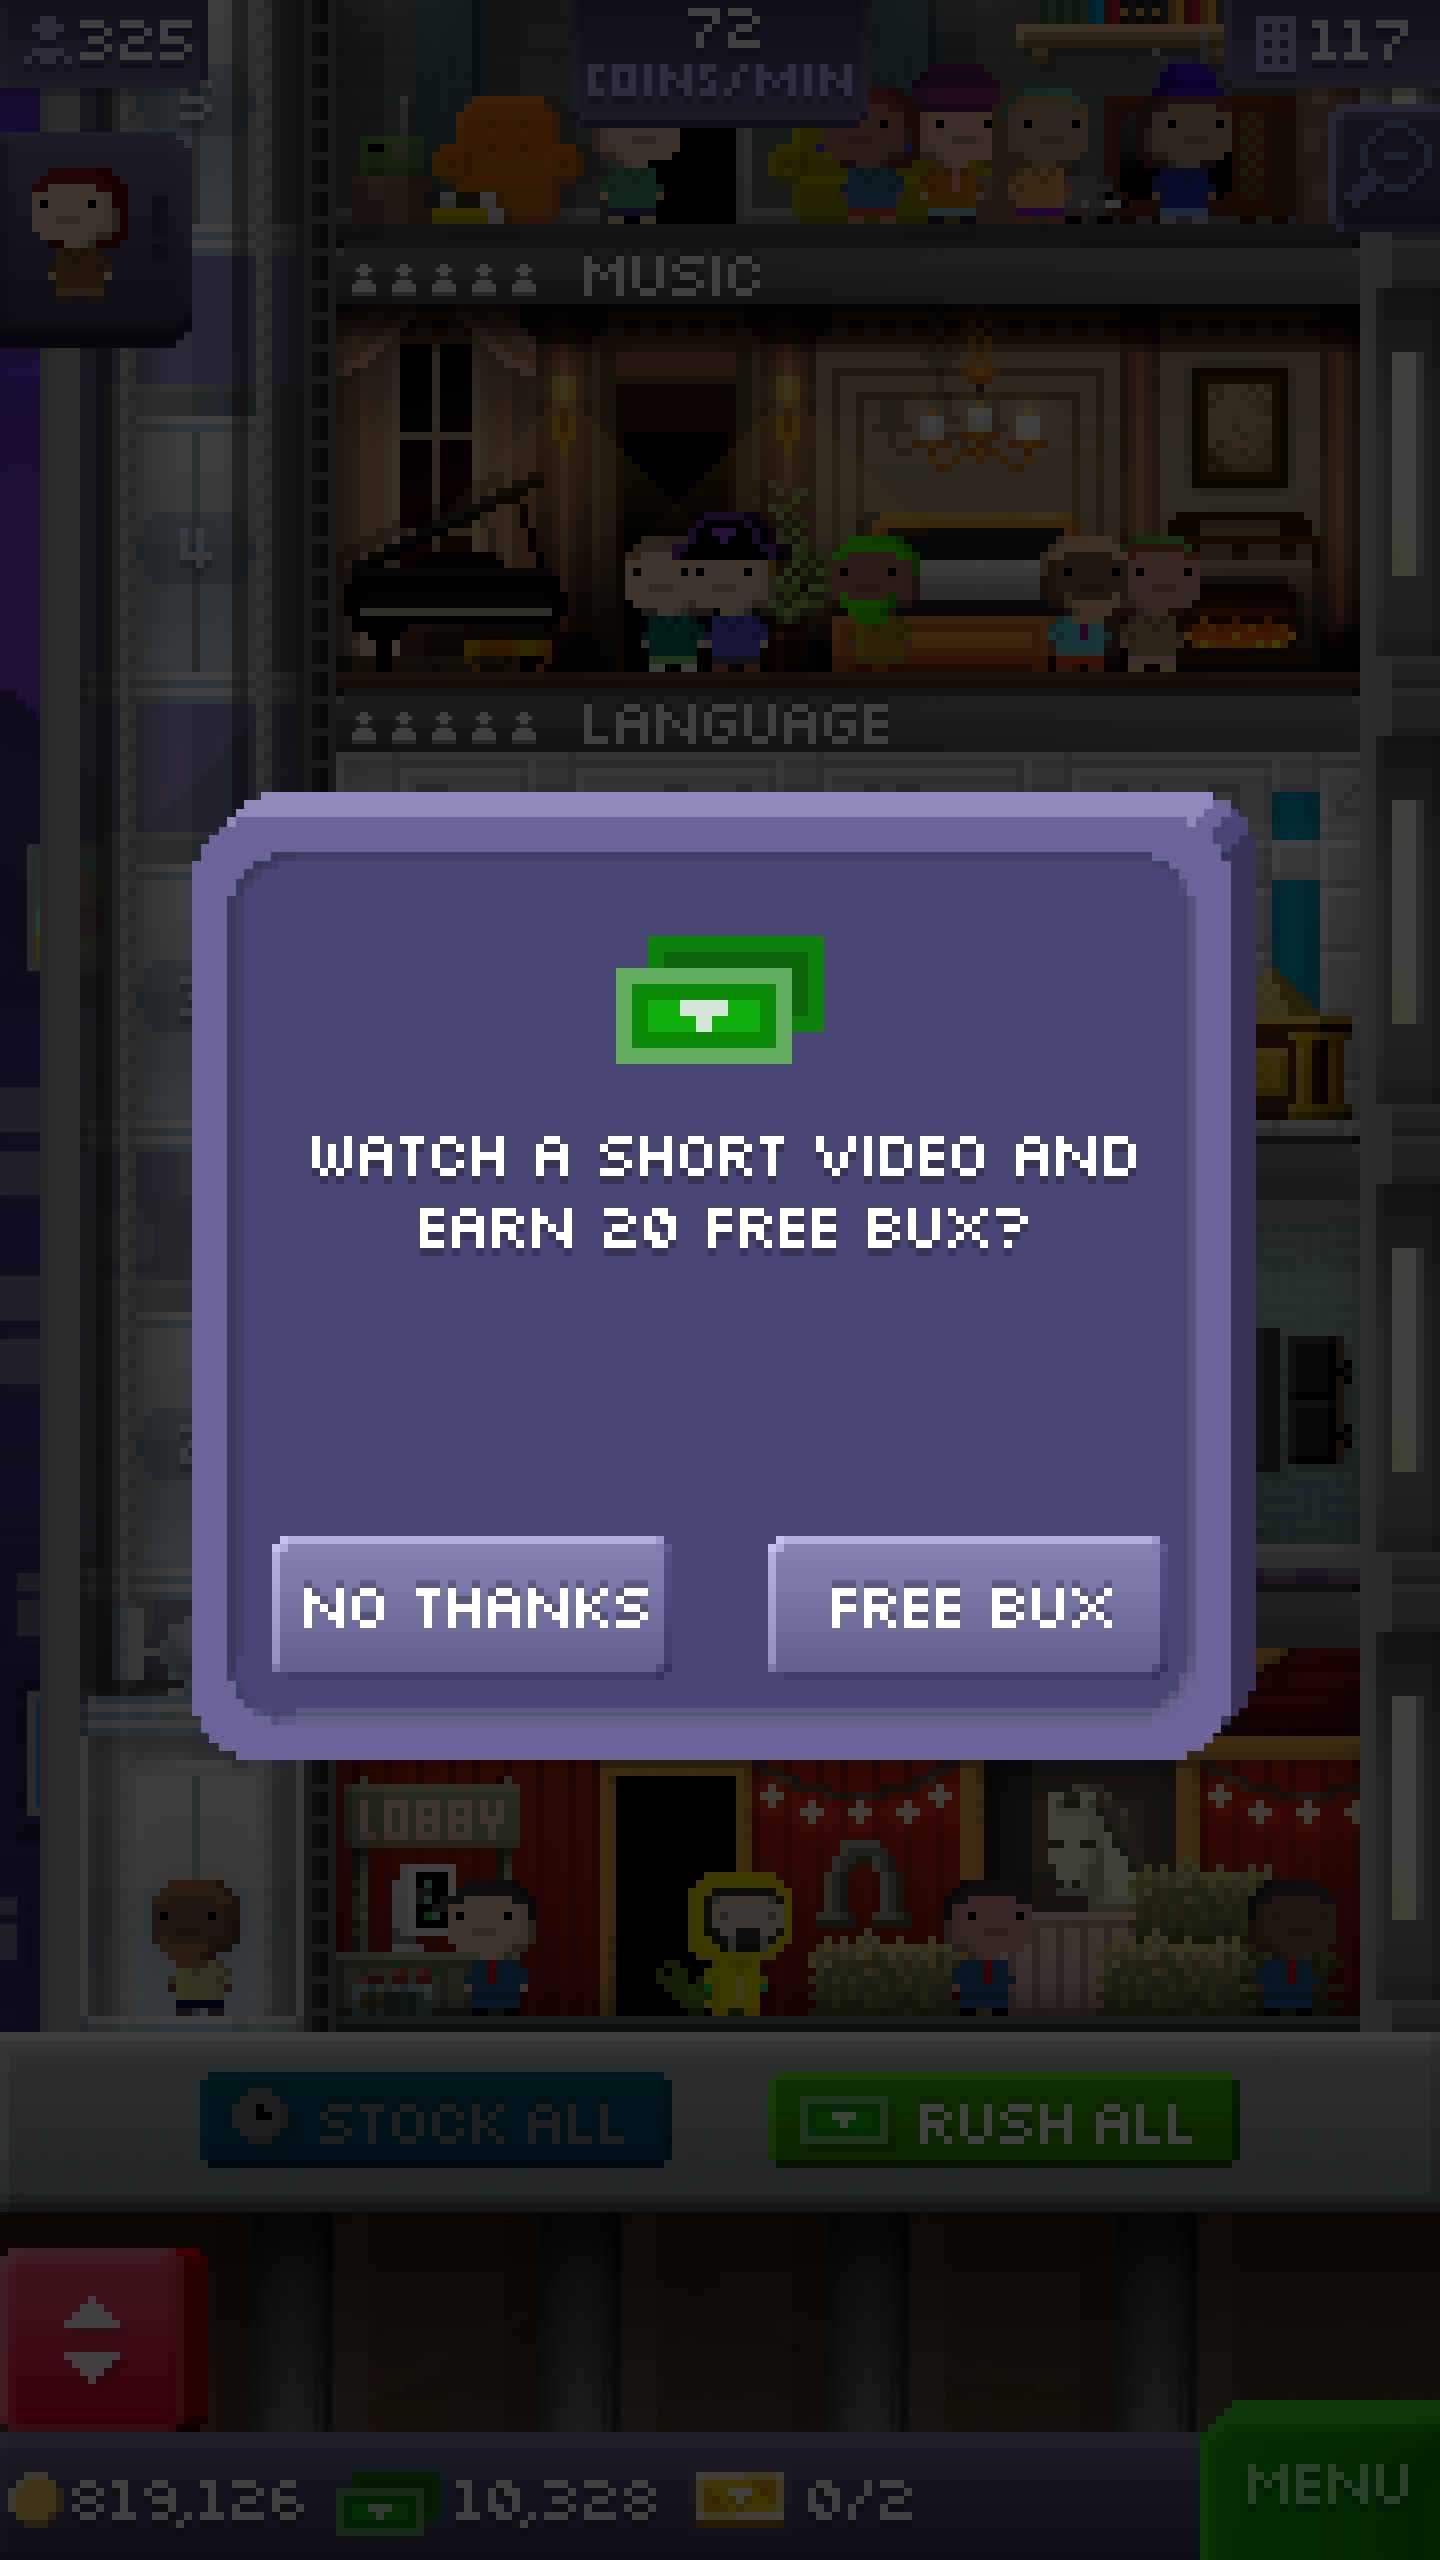 325
72
COINS/MIN
117
MUSIC
4
LANGUAGE
WATCH A SHORT VIDEO AND
EARN 20 FREE BUX?
NO THANKS
FREE BUX
LOBBY
STOCK ALL
RUSH ALL
819,126
10,328
0/2
MENU